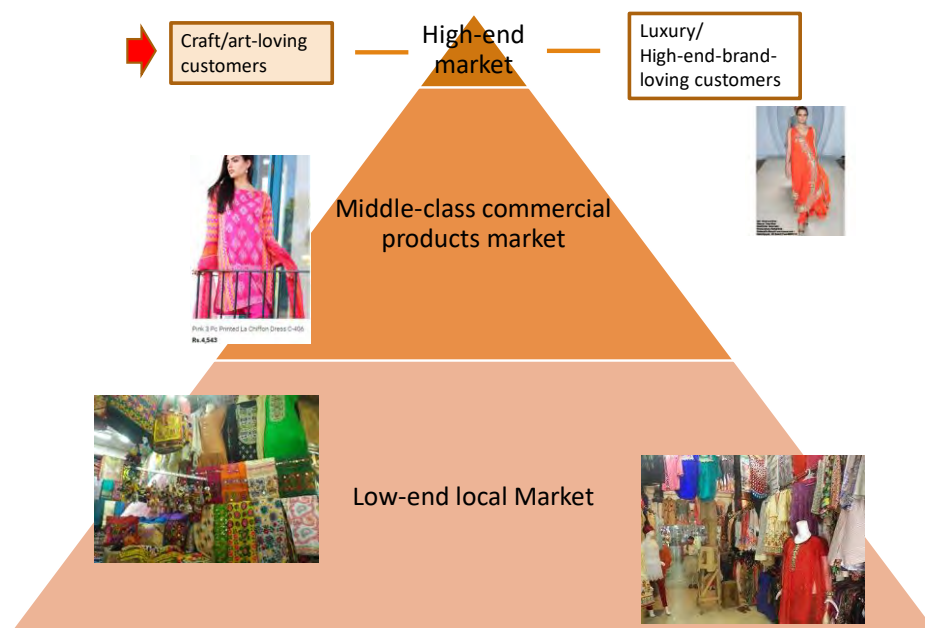 Craft/art-loving
customers
High-end
market
Luxury/
High-end-brand-
loving customers
Middle-class commercial
products market
Pink 3 Pc Printed La Chiffon Dress C-406
Rs.4,543
Low-end local Market